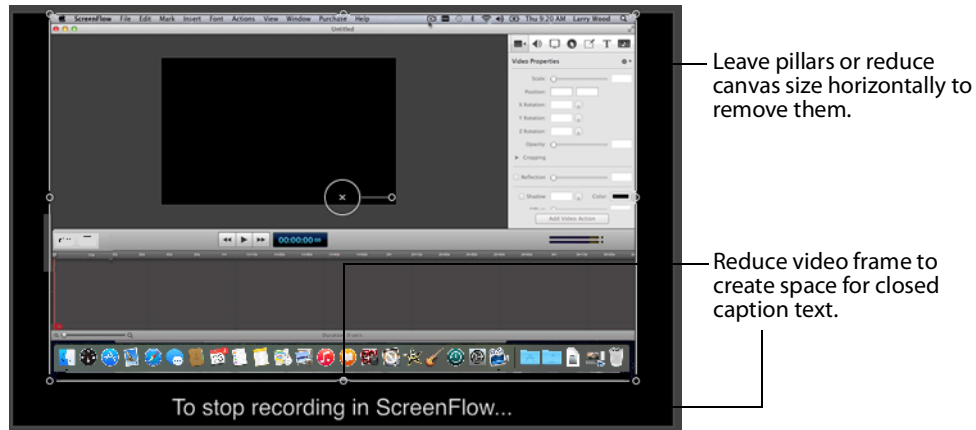 ScreenFlow File Edit Mark Insert Font Actions View Window Purchase Help Thu 9:20 AM Larry Wood
Untitled
Video Properties
Scale:
Position:
X Rotation:
Y Rotation:
Z Rotation:
Opacity:
Cropping
Reflection
Shadow Color:
Add Video Action
00:00:00
To stop recording in ScreenFlow...
Leave pillars or reduce
canvas size horizontally to
remove them.
Reduce video frame to
create space for closed
caption text.